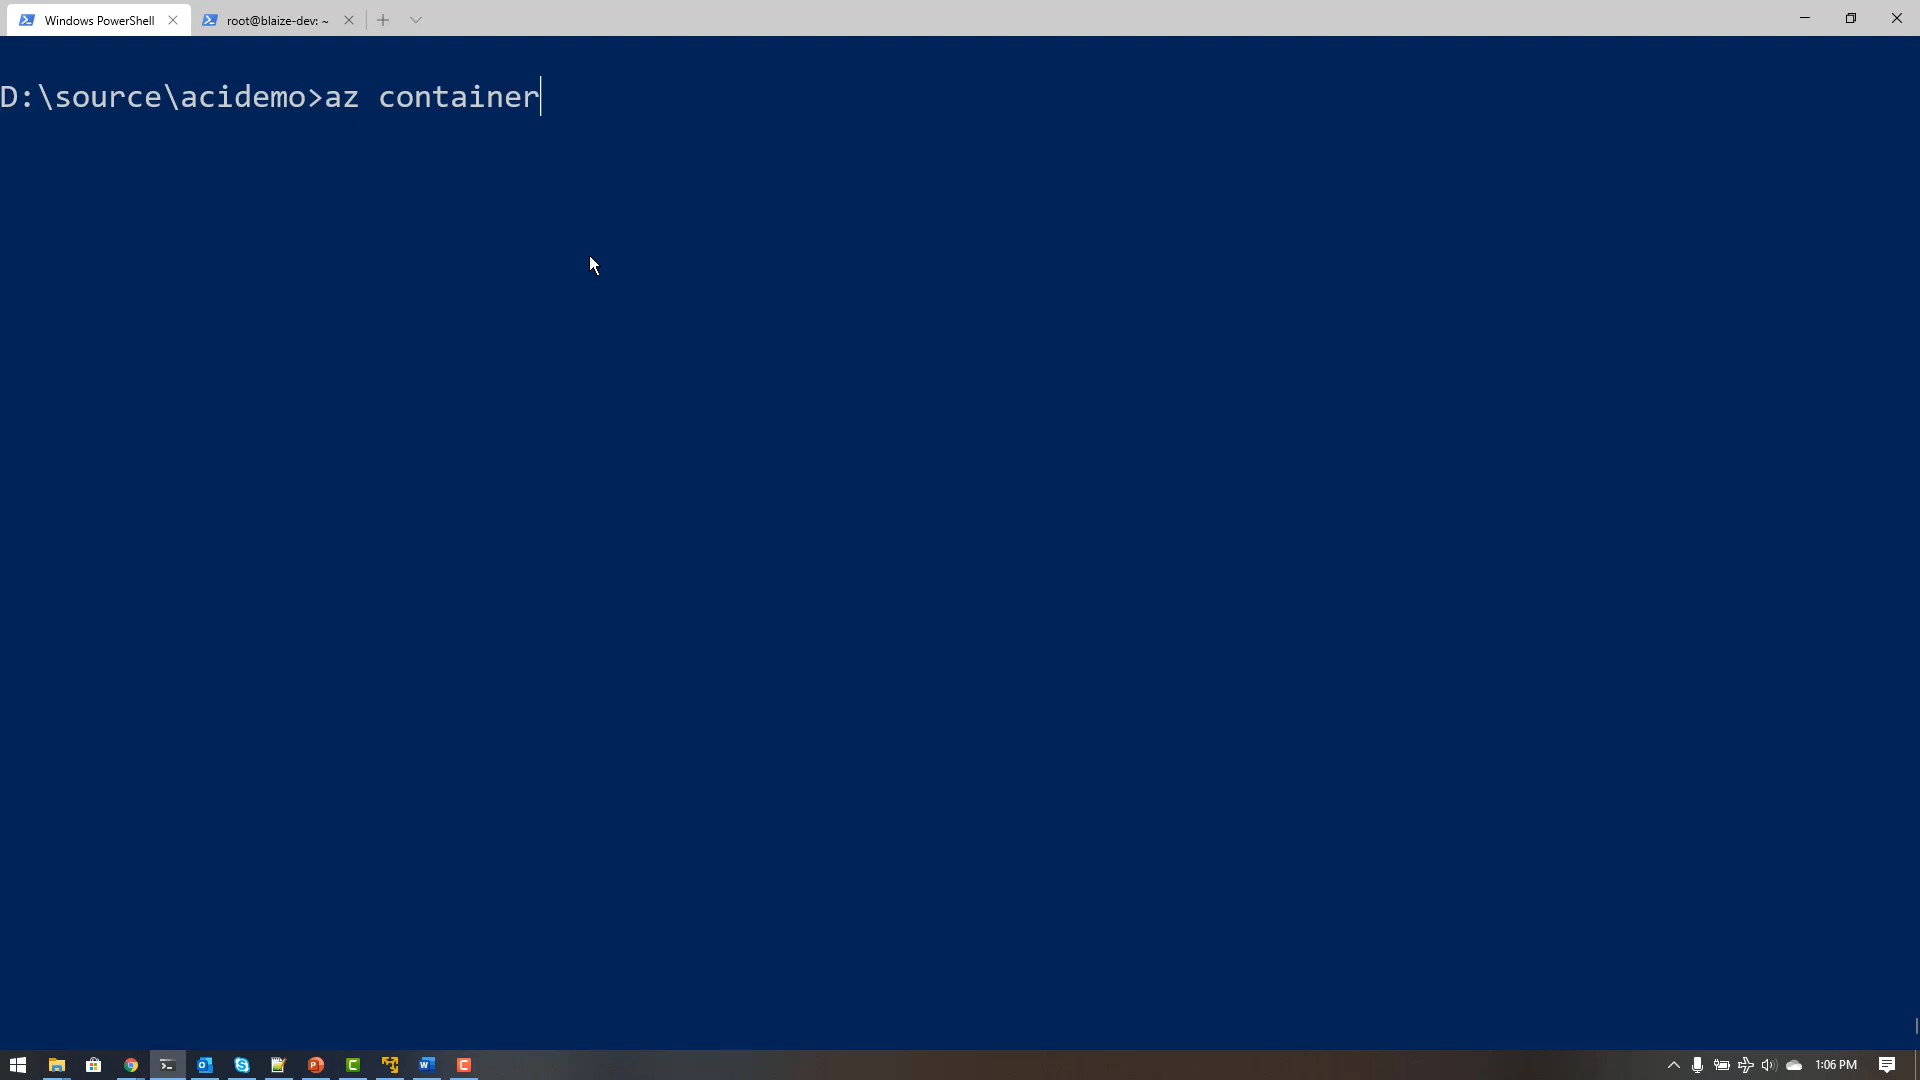 Windows PowerShell
root@blaize-dev: ~
D:\source\acidemo>az container
1:06 PM